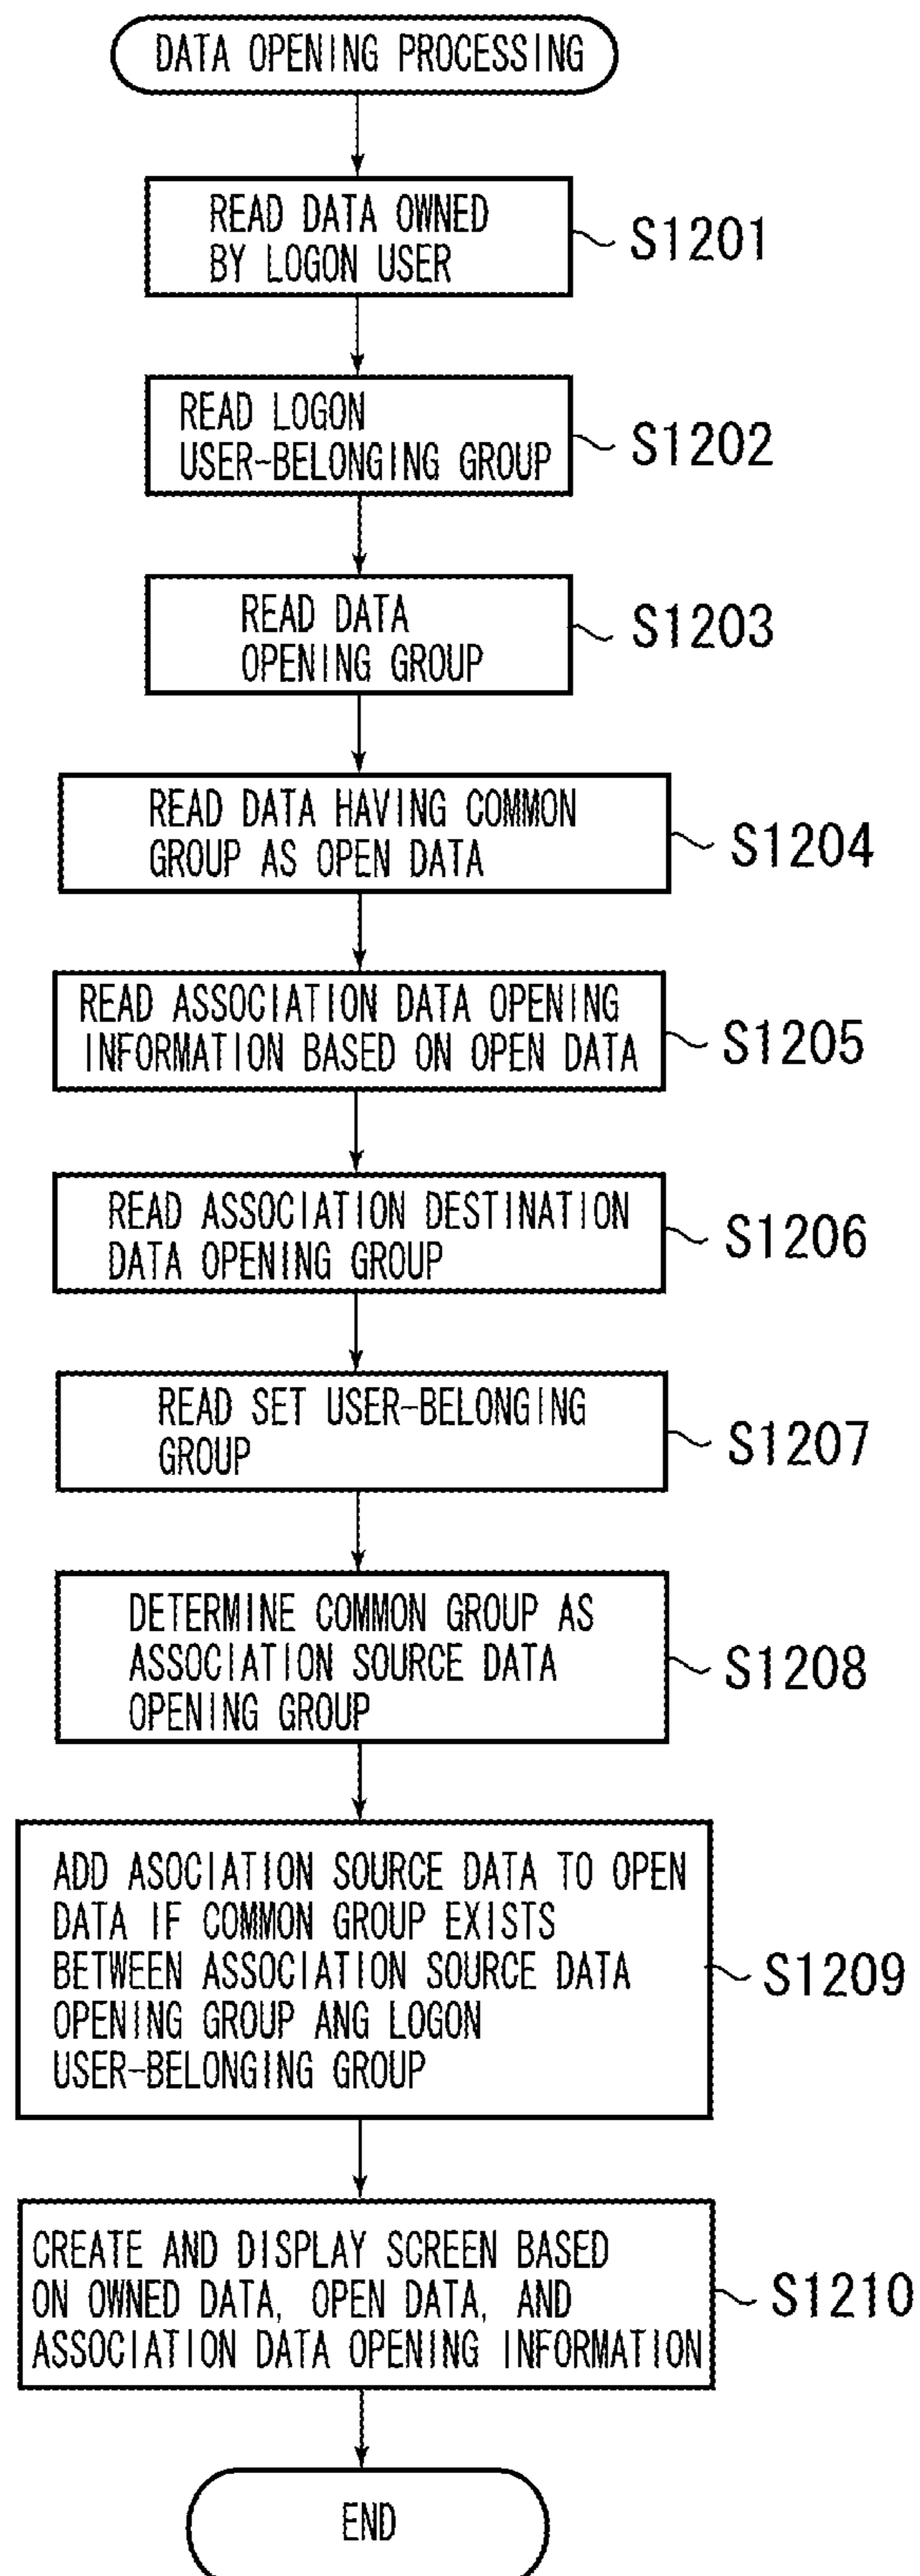 DATA OPENING PROCESSING
READ DATA OWNED
BY LOGON USER
S1201
READ LOGON
USER-BELONGING GROUP
S1202
READ DATA
OPENING GROUP
S1203
READ DATA HAVING COMMON
GROUP AS OPEN DATA
S1204
READ ASSOCIATION DATA OPENING
INFORMATION BASED ON OPEN DATA
S1205
READ ASSOCIATION DESTINATION
DATA OPENING GROUP
S1206
READ SET USER-BELONGING
GROUP
S1207
DETERMINE COMMON GROUP AS
ASSOCIATION SOURCE DATA
OPENING GROUP
S1208
ADD ASOCIATION SOURCE DATA TO OPEN
DATA IF COMMON GROUP EXISTS
BETWEEN ASSOCIATION SOURCE DATA
OPENING GROUP ANG LOGON
USER-BELONGING GROUP
S1209
CREATE AND DISPLAY SCREEN BASED
ON OWNED DATA, OPEN DATA, AND
ASSOCIATION DATA OPENING INFORMATION
S1210
END